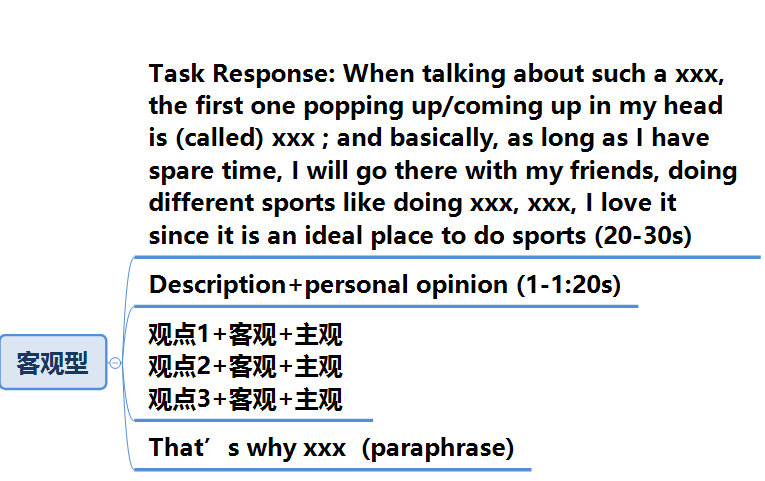 Task Response: When talking about such a xxx,
the first one popping up/coming up in my head
is (called) xxx ; and basically, as long as I have
spare time, I will go there with my friends, doing
different sports like doing xxx, xxx, I love it
since it is an ideal place to do sports (20-30s)
Description+personal opinion (1-1:20s)
客观型
观点1+客观+主观
观点2+客观+主观
观点3+客观+主观
That’s why xxx (paraphrase)